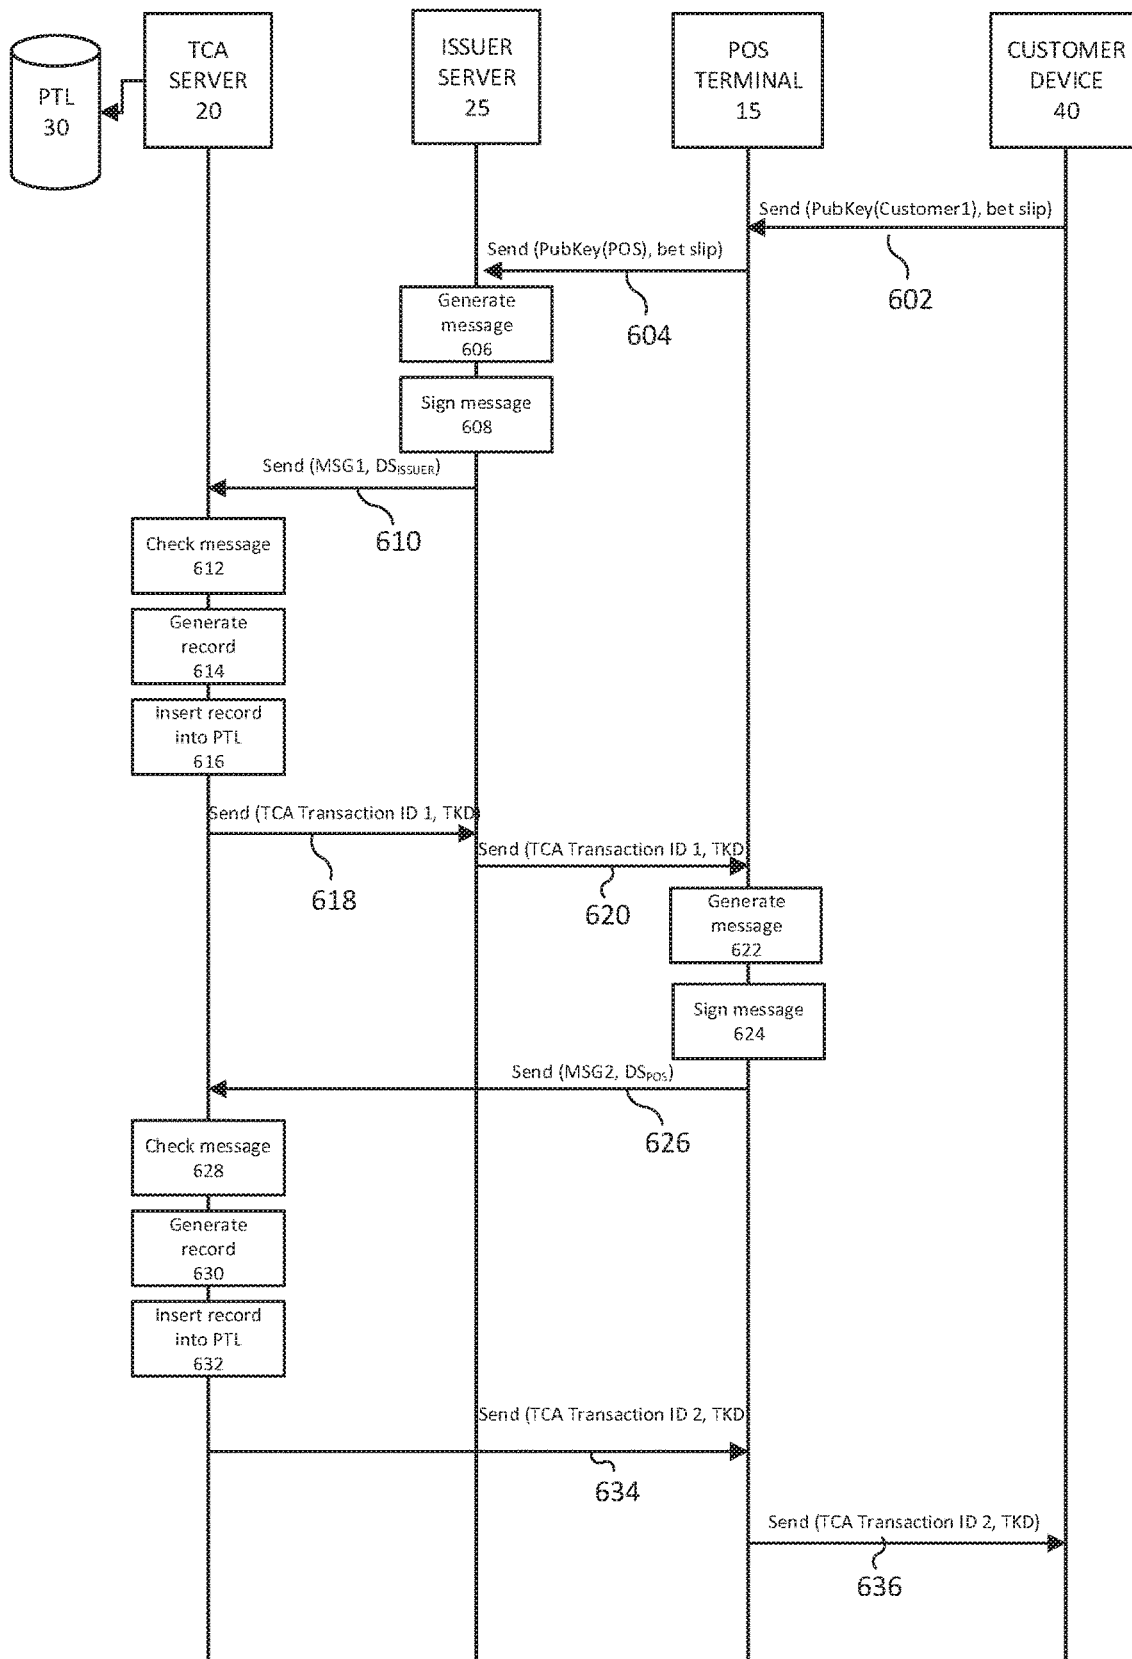 PTL
30
TCA
SERVER
20
ISSUER
SERVER
25
POS
TERMINAL
15
CUSTOMER
DEVICE
40
Send (PubKey(Customer1), bet slip)
602
Send (PubKey(POS), bet slip)
604
Generate
message
606
Sign message
608
Send (MSG1, DSISSUER)
610
Check message
612
Generate
record
614
Insert record
into PTL
616
Send (TCA Transaction ID 1, TKD)
618
Send (TCA Transaction ID 1, TKD
620
Generate
message
622
Sign message
624
Send (MSG2, DSPOS)
626
Check message
628
Generate
record
630
Insert record
into PTL
632
Send (TCA Transaction ID 2, TKD
634
Send (TCA Transaction ID 2, TKD)
636